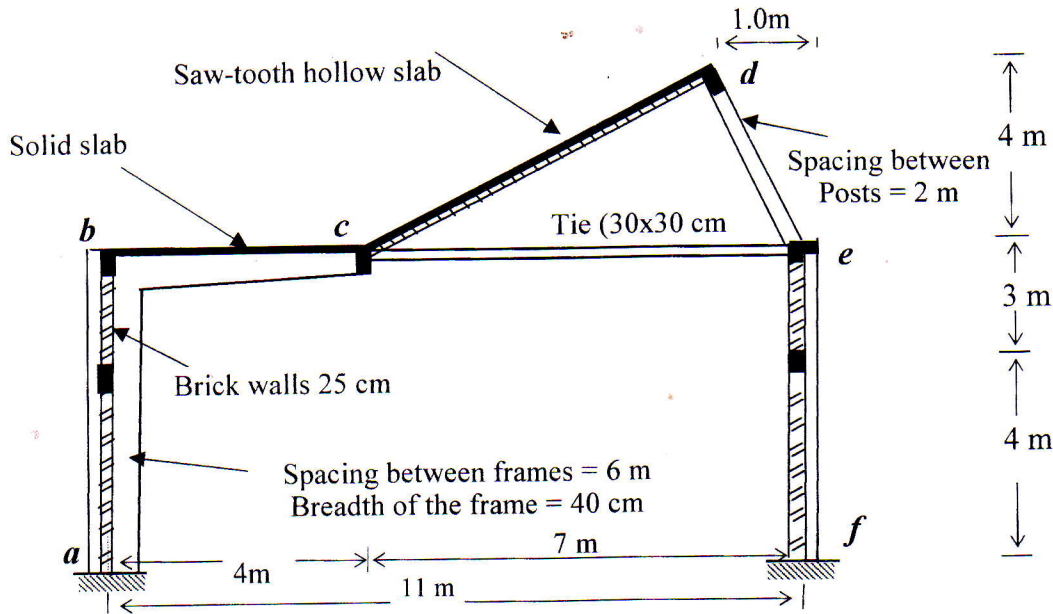 1.0m
d
Saw-tooth hollow slab
4 m
Solid slab
Spacing between
Posts = 2 m
b
c
Tie (30x30 cm
e
3 m
Brick walls 25 cm
4 m
Spacing between frames = 6 m
Breadth of the frame = 40 cm
a
f
4m
7 m
11 m